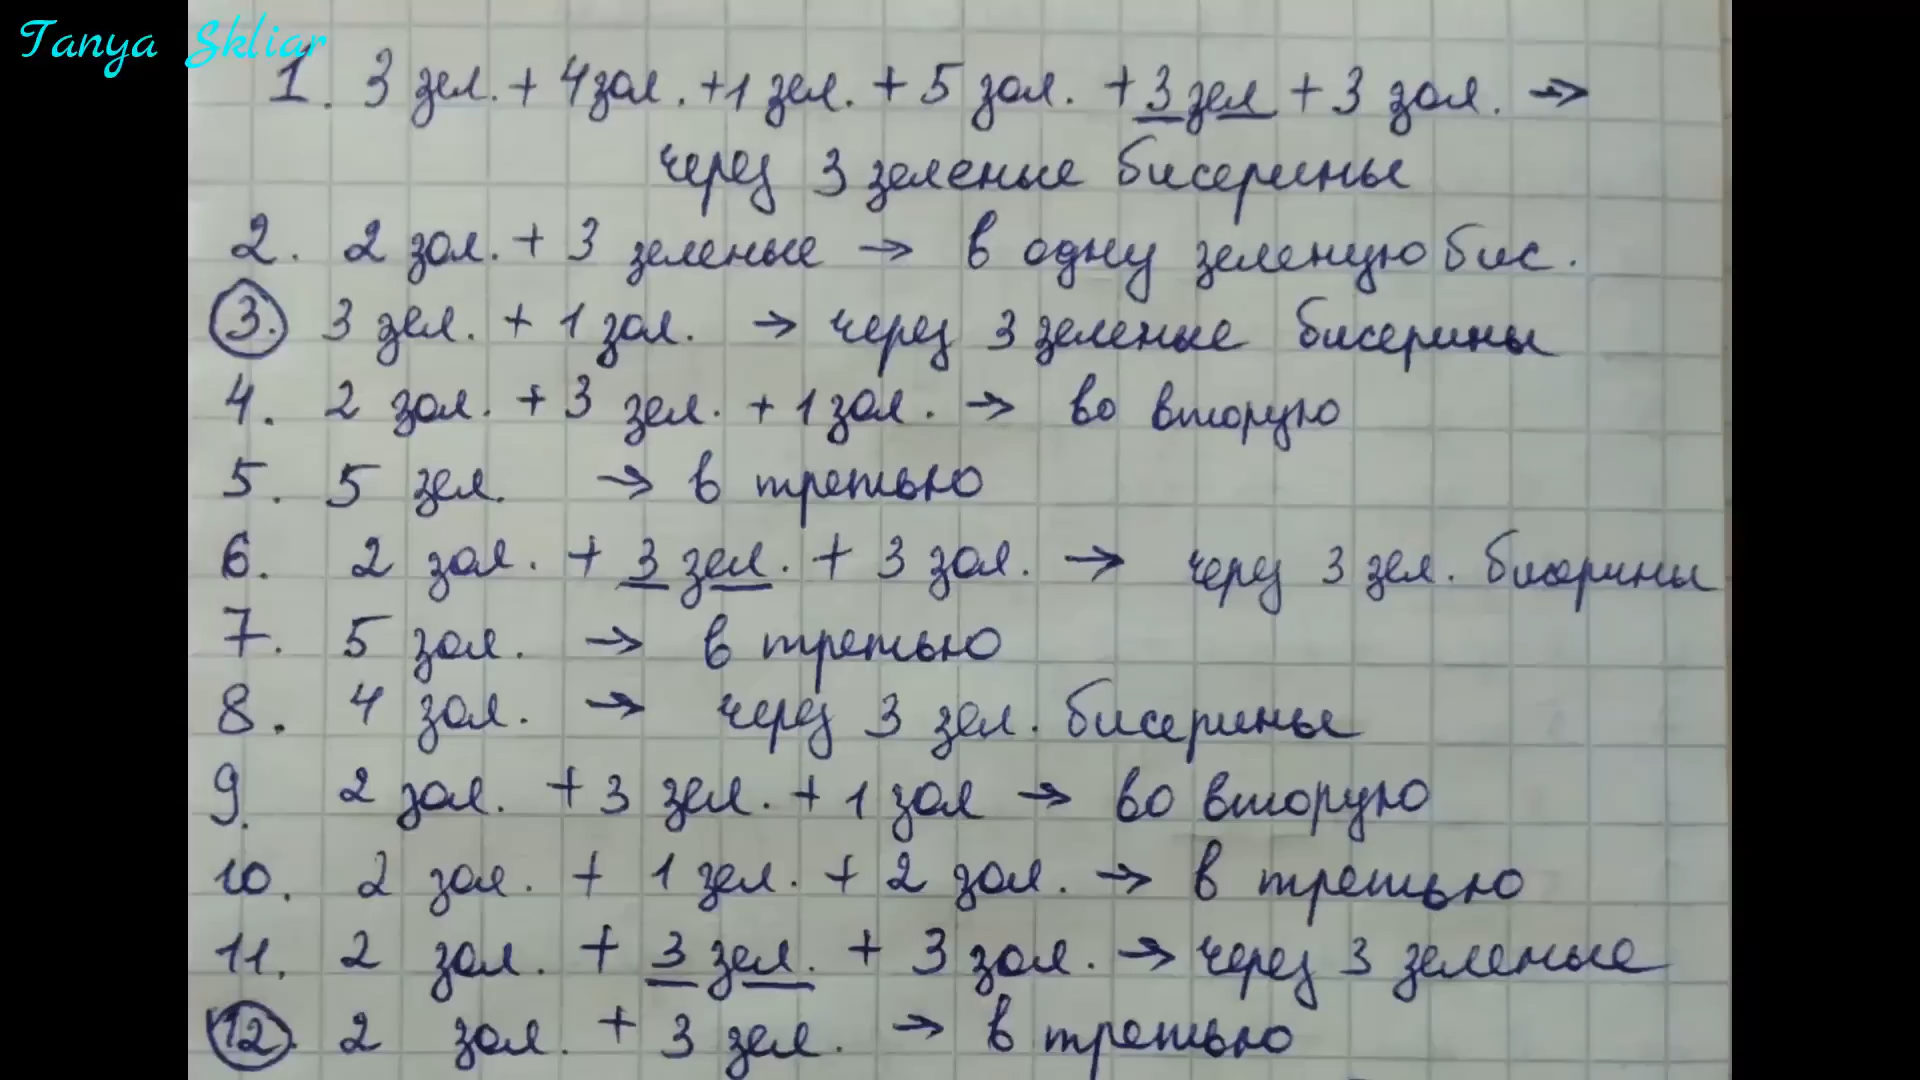 Tanya Skliar
1. 3 зел. + 4 зол. + 1 зел. + 5 зол. + 3 зел + 3 зол. →
через 3 зеленые бисерины
2. 2 зол. + 3 зеленые → в одну зеленую бис.
3. 3 зел. + 1 зол. → через 3 зеленые бисерины
4. 2 зол. + 3 зел. + 1 зол. → во вторую
5. 5 зел. → в третью
6. 2 зол. + 3 зел. + 3 зол. → через 3 зел. бисерины
7. 5 зол. → в третью
8. 4 зол. → через 3 зел. бисерины
9. 2 зол. + 3 зел. + 1 зол → во вторую
10. 2 зол. + 1 зел. + 2 зол. → в третью
11. 2 зол. + 3 зел. + 3 зол. → через 3 зеленые
12. 2 зол. + 3 зел. → в третью